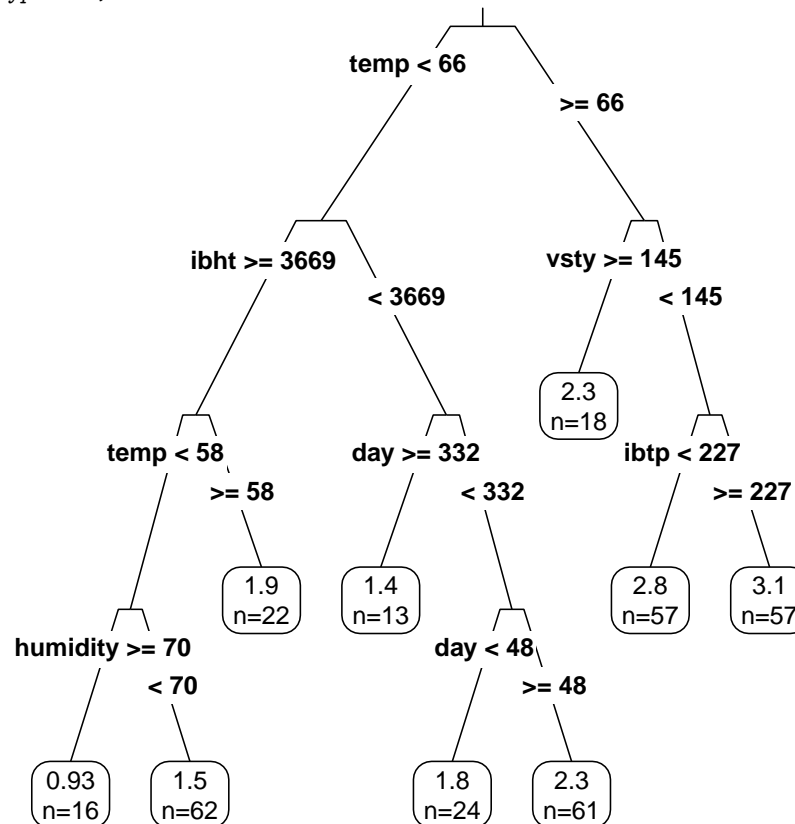 temp < 66
>= 66
ibht >= 3669
< 3669
vsty >= 145
< 145
2.3
n=18
temp < 58
>= 58
day >= 332
< 332
ibtp < 227
>= 227
1.9
n=22
1.4
n=13
2.8
n=57
3.1
n=57
humidity >= 70
< 70
day < 48
>= 48
0.93
n=16
1.5
n=62
1.8
n=24
2.3
n=61